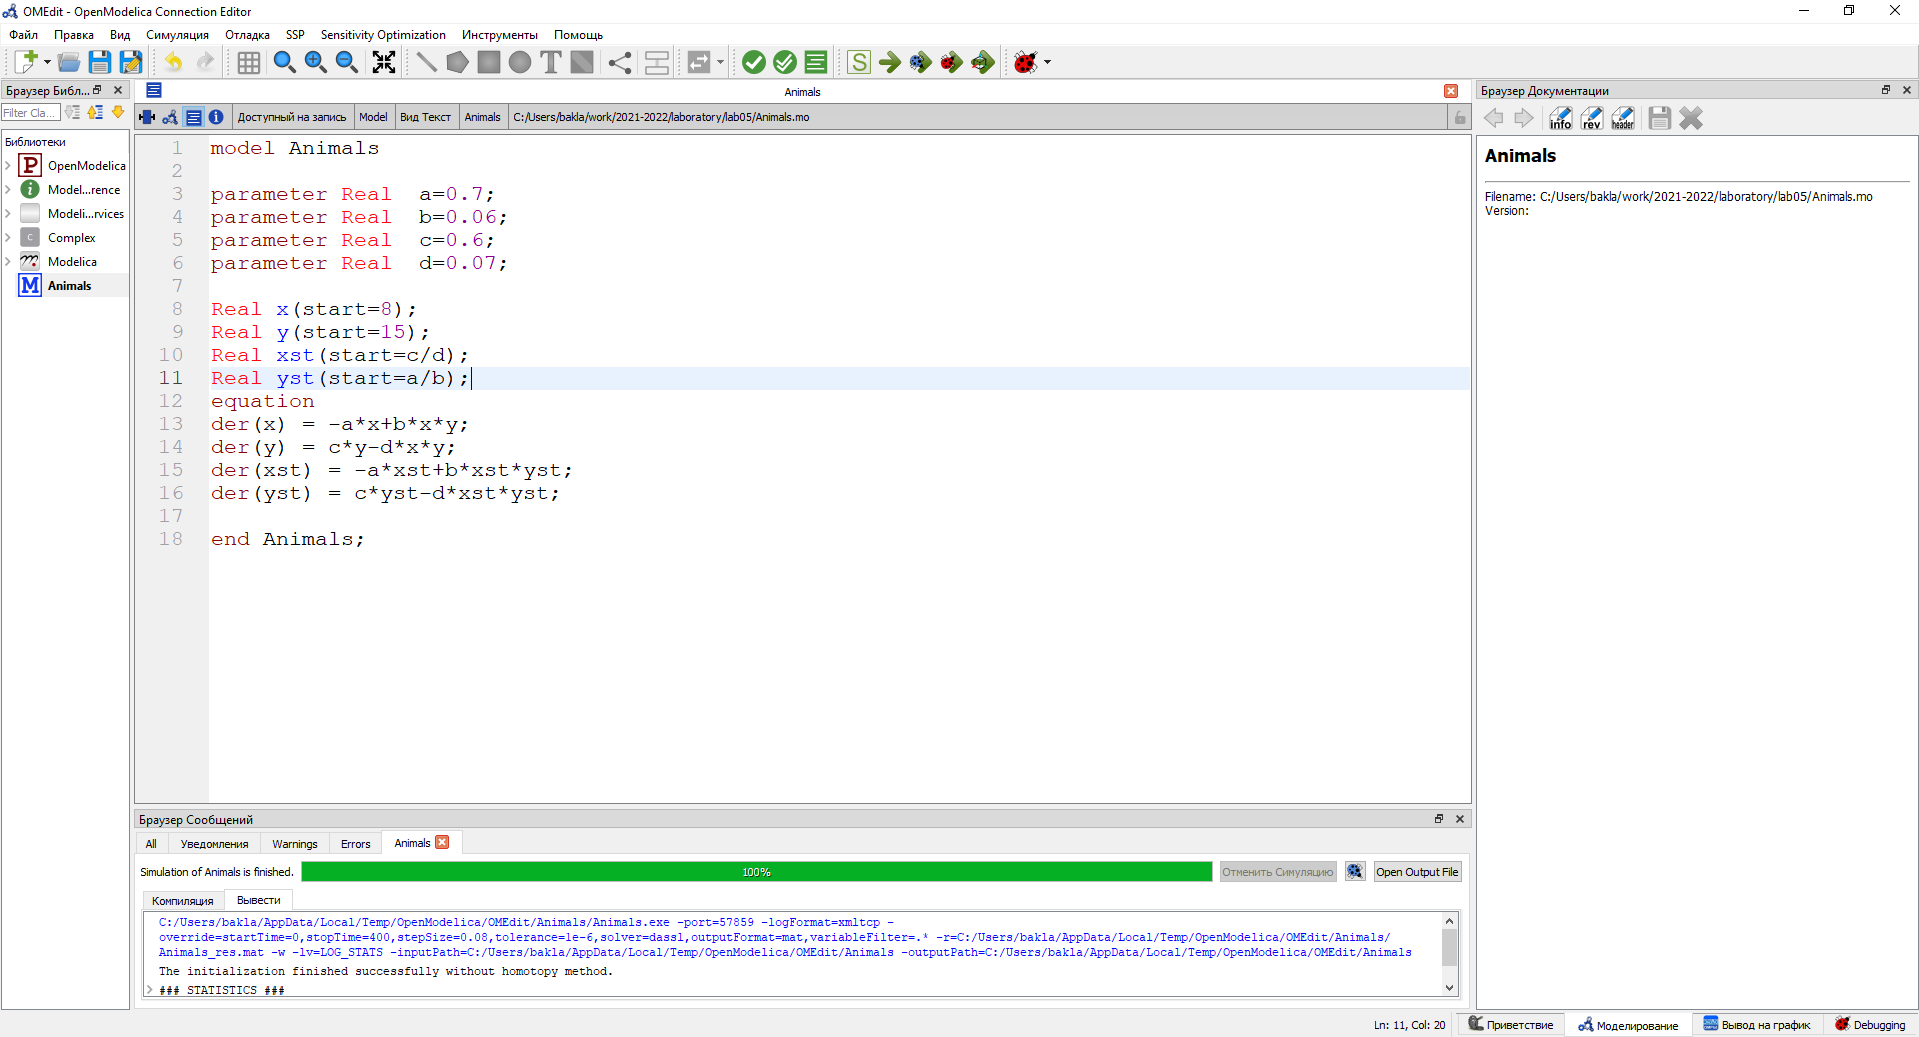 OMEdit - OpenModelica Connection Editor
Файл Правка Вид Симуляция Отладка SSP Sensitivity Optimization Инструменты Помощь
Браузер Библ...
Filter Cla...
Библиотеки
OpenModelica
Model...rence
Modeli...rvices
Complex
Modelica
Animals
Animals
Доступный на запись Model Вид Текст Animals C:/Users/bakla/work/2021-2022/laboratory/lab05/Animals.mo
1 model Animals
2
3 parameter Real  a=0.7;
4 parameter Real  b=0.06;
5 parameter Real  c=0.6;
6 parameter Real  d=0.07;
7
8 Real x(start=8);
9 Real y(start=15);
10 Real xst(start=c/d);
11 Real yst(start=a/b);
12 equation
13 der(x) = -a*x+b*x*y;
14 der(y) = c*y-d*x*y;
15 der(xst) = -a*xst+b*xst*yst;
16 der(yst) = c*yst-d*xst*yst;
17
18 end Animals;
Браузер Документации
info rev header
Animals
Filename: C:/Users/bakla/work/2021-2022/laboratory/lab05/Animals.mo
Version:
Браузер Сообщений
All Уведомления Warnings Errors Animals
Simulation of Animals is finished. 100% Отменить Симуляцию Open Output File
Компиляция Вывести
C:/Users/bakla/AppData/Local/Temp/OpenModelica/OMEdit/Animals/Animals.exe -port=57859 -logFormat=xmltcp -
override=startTime=0,stopTime=400,stepSize=0.08,tolerance=1e-6,solver=dassl,outputFormat=mat,variableFilter=.* -r=C:/Users/bakla/AppData/Local/Temp/OpenModelica/OMEdit/Animals/
Animals_res.mat -w -lv=LOG_STATS -inputPath=C:/Users/bakla/AppData/Local/Temp/OpenModelica/OMEdit/Animals -outputPath=C:/Users/bakla/AppData/Local/Temp/OpenModelica/OMEdit/Animals
The initialization finished successfully without homotopy method.
### STATISTICS ###
Ln: 11, Col: 20 Приветствие Моделирование Вывод на график Debugging